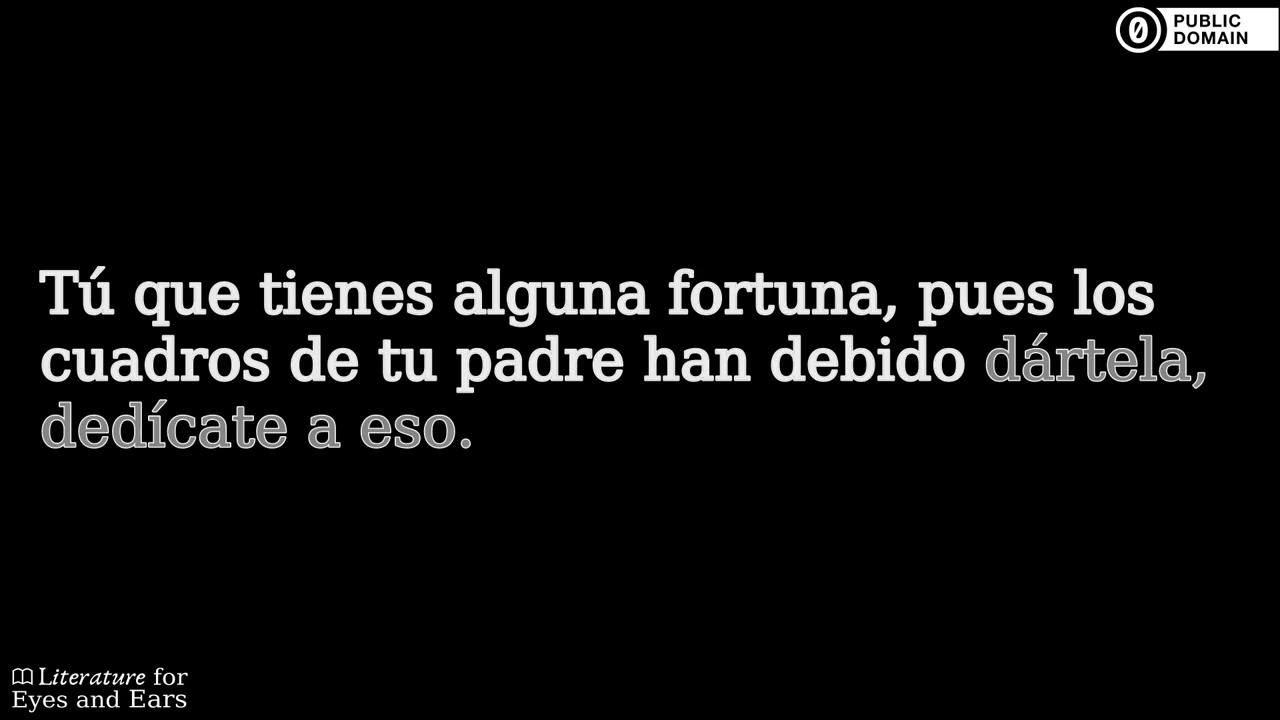 PUBLIC
DOMAIN
Tú que tienes alguna fortuna, pues los
cuadros de tu padre han debido dártela,
dedícate a eso.
Literature for
Eyes and Ears